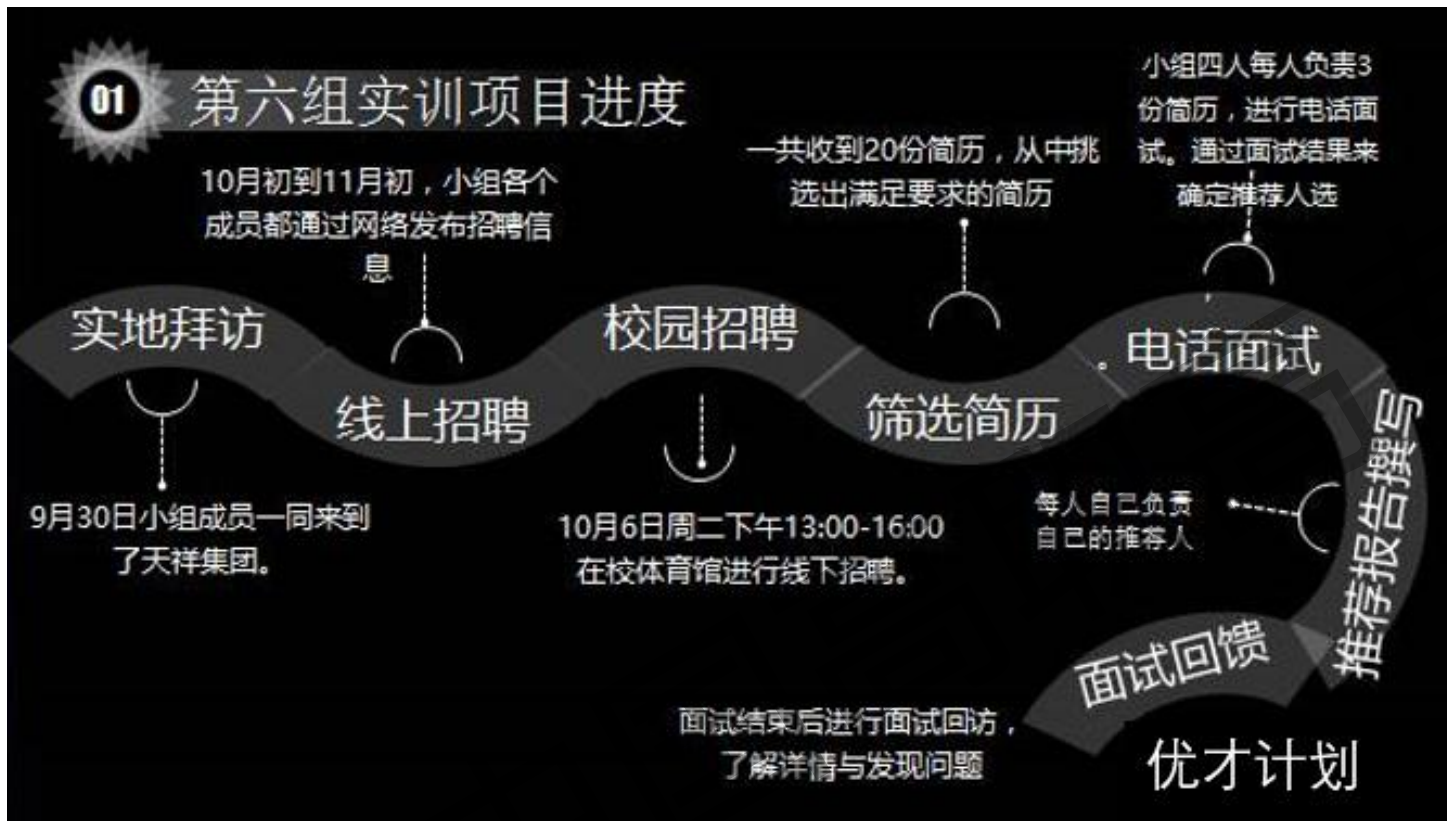 01
第六组实训项目进度
实地拜访
9月30日小组成员一同来到
了天祥集团。
10月初到11月初，小组各个
成员都通过网络发布招聘信
息
线上招聘
校园招聘
10月6日周二下午13:00-16:00
在校体育馆进行线下招聘。
一共收到20份简历，从中挑
选出满足要求的简历
筛选简历
小组四人每人负责3
份简历，进行电话面
试。通过面试结果来
确定推荐人选
。电话面试
推荐报告撰写
每人自己负责
自己的推荐人
面试回馈
面试结束后进行面试回访，
了解详情与发现问题
优才计划